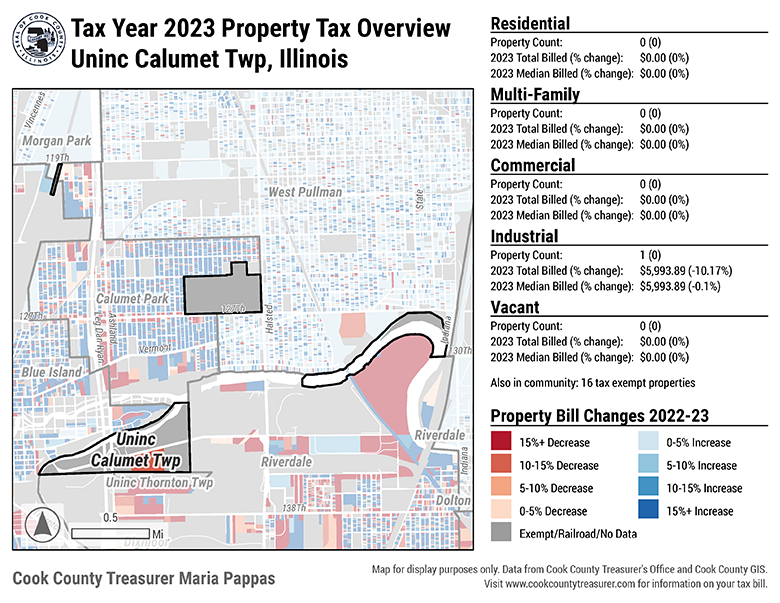 SEAL OF COOK COUNTY
ILLINOIS
Tax Year 2023 Property Tax Overview
Uninc Calumet Twp, Illinois
Vincennes
Morgan Park
119Th
West Pullman
State
Calumet Park
127Th
127Th
Halsted
Ashland
Leg Dan Ryan
Vermont
Indiana
130Th
Blue Island
Uninc
Calumet Twp
Riverdale
Riverdale
Indiana
Uninc Thornton Twp
Dolton
138Th
0.5
Mi
Dixmoor
Residential
Property Count: 0 (0)
2023 Total Billed (% change): $0.00 (0%)
2023 Median Billed (% change): $0.00 (0%)
Multi-Family
Property Count: 0 (0)
2023 Total Billed (% change): $0.00 (0%)
2023 Median Billed (% change): $0.00 (0%)
Commercial
Property Count: 0 (0)
2023 Total Billed (% change): $0.00 (0%)
2023 Median Billed (% change): $0.00 (0%)
Industrial
Property Count: 1 (0)
2023 Total Billed (% change): $5,993.89 (-10.17%)
2023 Median Billed (% change): $5,993.89 (-0.1%)
Vacant
Property Count: 0 (0)
2023 Total Billed (% change): $0.00 (0%)
2023 Median Billed (% change): $0.00 (0%)
Also in community: 16 tax exempt properties
Property Bill Changes 2022-23
15%+ Decrease
10-15% Decrease
5-10% Decrease
0-5% Decrease
Exempt/Railroad/No Data
0-5% Increase
5-10% Increase
10-15% Increase
15%+ Increase
Cook County Treasurer Maria Pappas
Map for display purposes only. Data from Cook County Treasurer's Office and Cook County GIS.
Visit www.cookcountytreasurer.com for information on your tax bill.